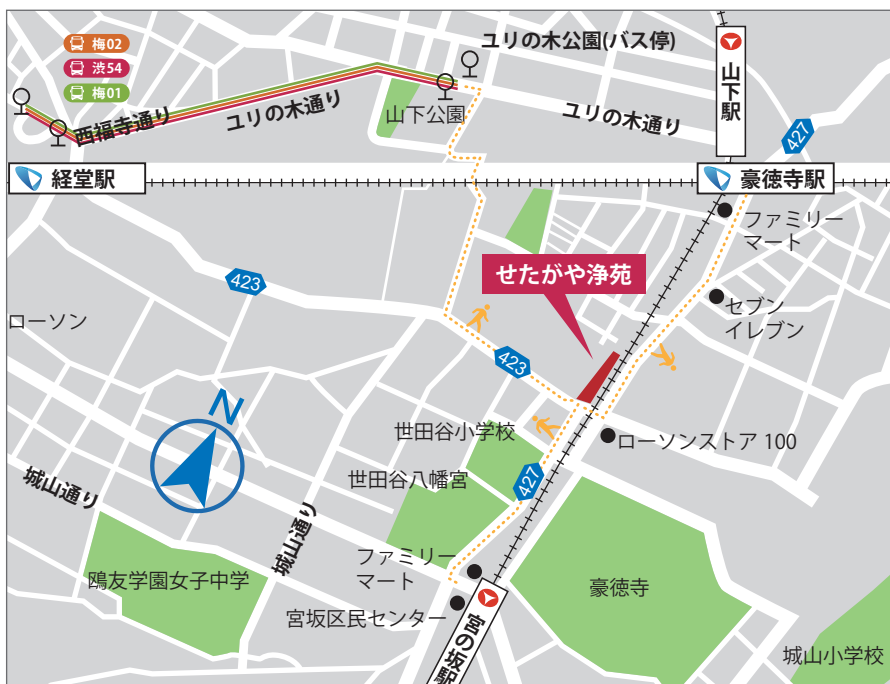 梅02
渋54
梅01
ユリの木公園(バス停)
山下駅
西福寺通り
ユリの木通り
山下公園
ユリの木通り
427
経堂駅
豪徳寺駅
ファミリー
マート
せたがや浄苑
423
セブン
イレブン
ローソン
423
世田谷小学校
ローソンストア 100
N
世田谷八幡宮
427
城山通り
城山通り
ファミリー
マート
鴎友学園女子中学
豪徳寺
宮坂区民センター
宮の坂駅
城山小学校